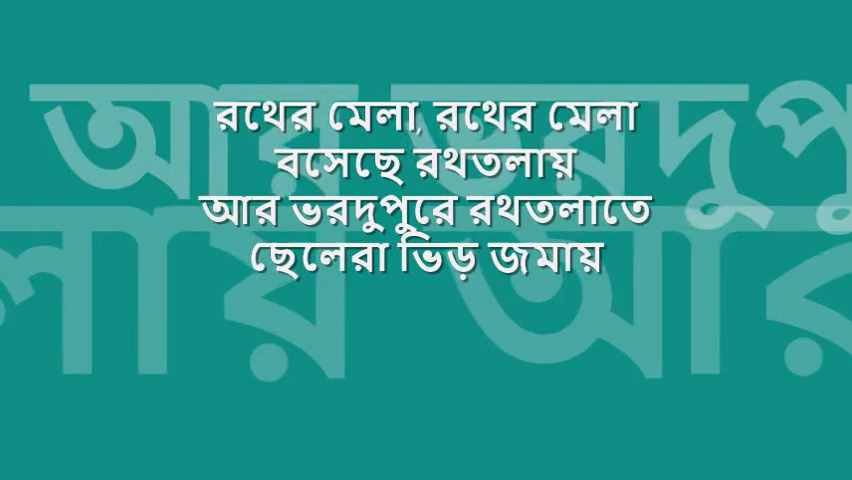 রথের মেলা, রথের মেলা
বসেছে রথতলায়
আর ভরদুপুরে রথতলাতে
ছেলেরা ভিড় জমায়